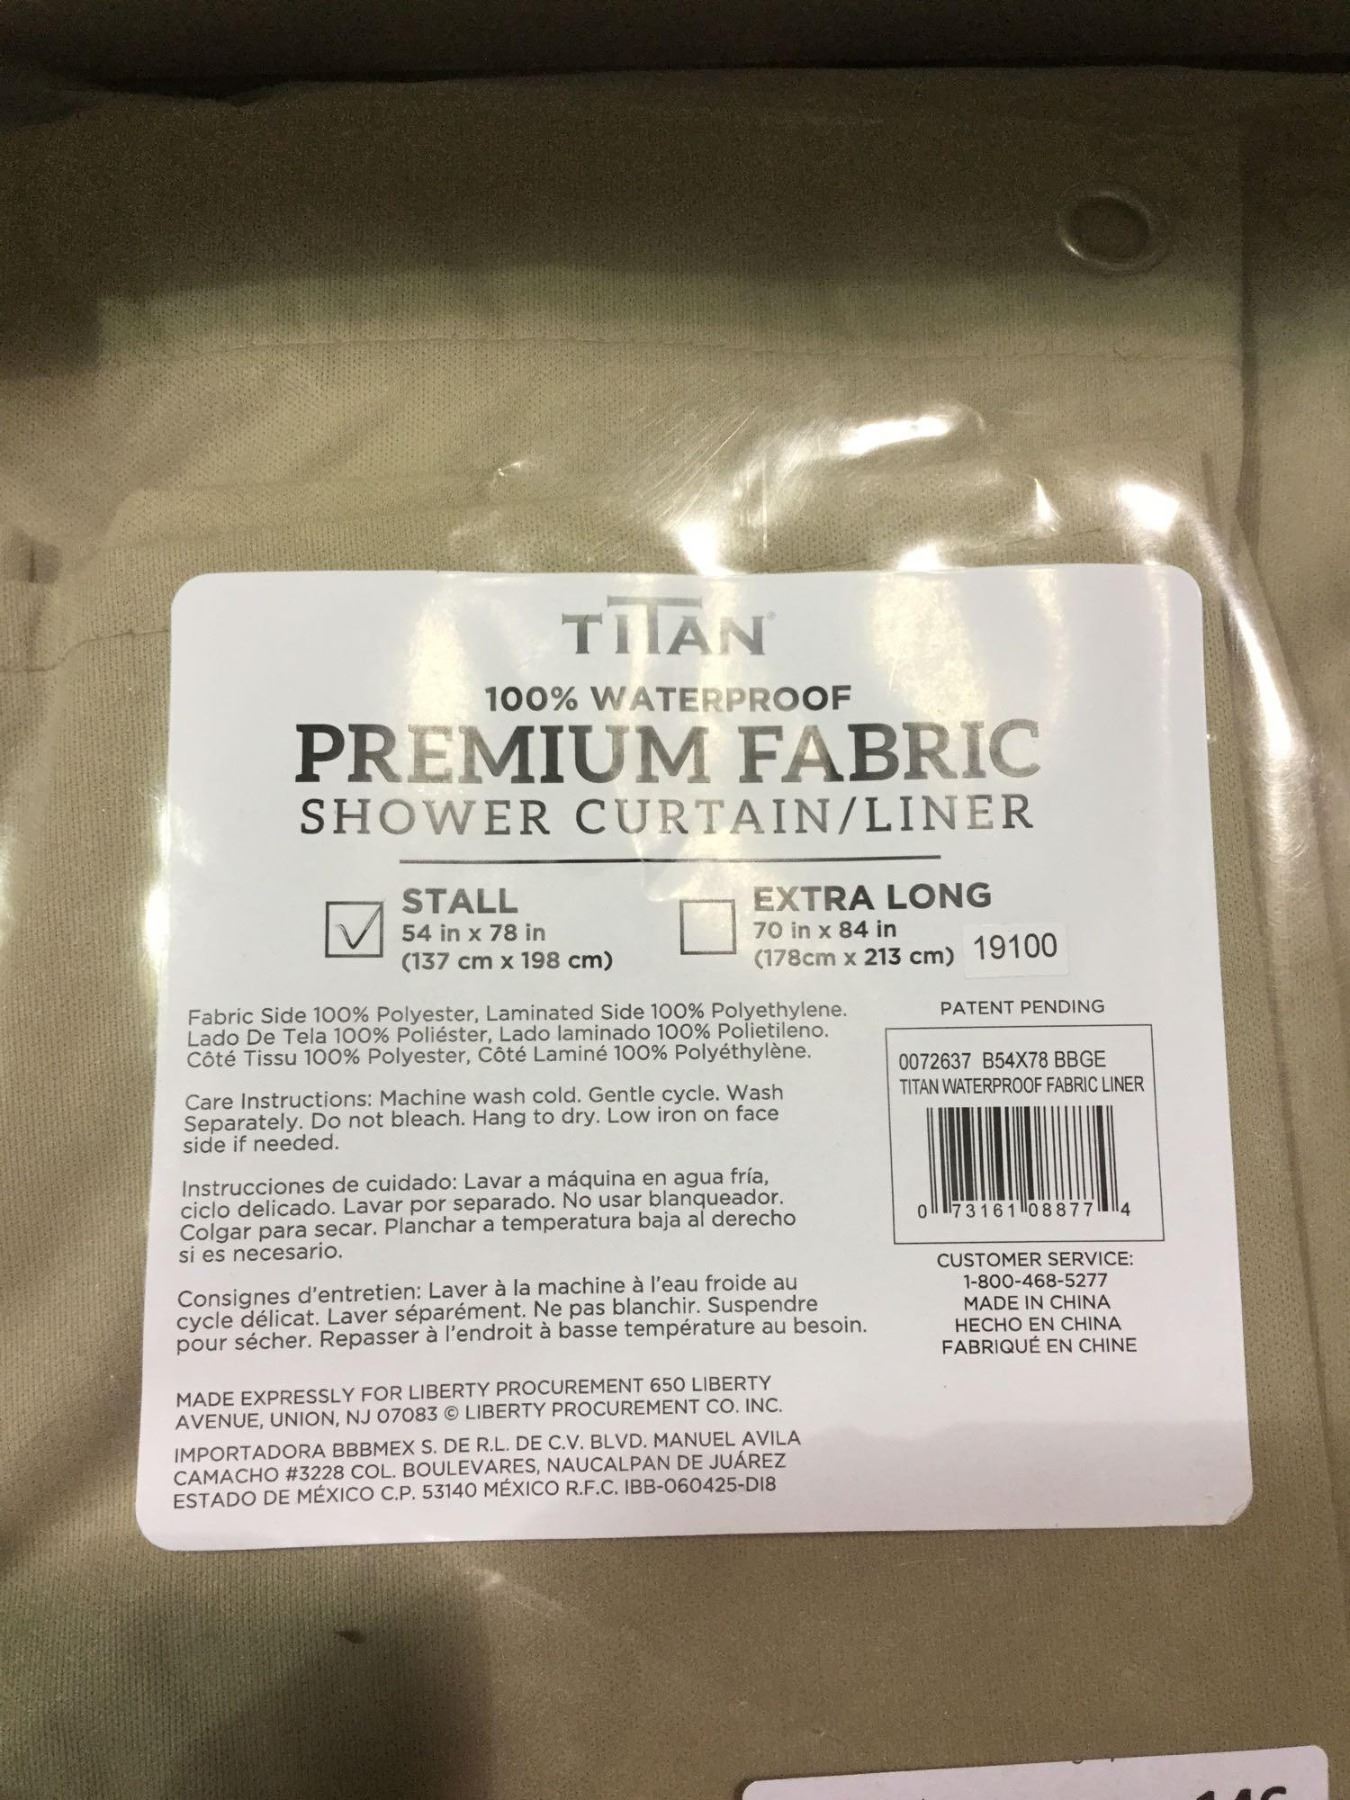 TITAN®
100% WATERPROOF
PREMIUM FABRIC
SHOWER CURTAIN/LINER
STALL
54 in x 78 in
(137 cm x 198 cm)
EXTRA LONG
70 in x 84 in
(178cm x 213 cm)
19100
Fabric Side 100% Polyester, Laminated Side 100% Polyethylene.
Lado De Tela 100% Poliéster, Lado laminado 100% Polietileno.
Côté Tissu 100% Polyester, Côté Laminé 100% Polyéthylène.
Care Instructions: Machine wash cold. Gentle cycle. Wash
Separately. Do not bleach. Hang to dry. Low iron on face
side if needed.
Instrucciones de cuidado: Lavar a máquina en agua fría,
ciclo delicado. Lavar por separado. No usar blanqueador.
Colgar para secar. Planchar a temperatura baja al derecho
si es necesario.
Consignes d'entretien: Laver à la machine à l'eau froide au
cycle délicat. Laver séparément. Ne pas blanchir. Suspendre
pour sécher. Repasser à l'endroit à basse température au besoin.
MADE EXPRESSLY FOR LIBERTY PROCUREMENT 650 LIBERTY
AVENUE, UNION, NJ 07083 © LIBERTY PROCUREMENT CO. INC.
IMPORTADORA BBBMEX S. DE R.L. DE C.V. BLVD. MANUEL AVILA
CAMACHO #3228 COL. BOULEVARES, NAUCALPAN DE JUÁREZ
ESTADO DE MÉXICO C.P. 53140 MÉXICO R.F.C. IBB-060425-DI8
PATENT PENDING
0072637 B54X78 BBGE
TITAN WATERPROOF FABRIC LINER
0 73161 08877 4
CUSTOMER SERVICE:
1-800-468-5277
MADE IN CHINA
HECHO EN CHINA
FABRIQUÉ EN CHINE